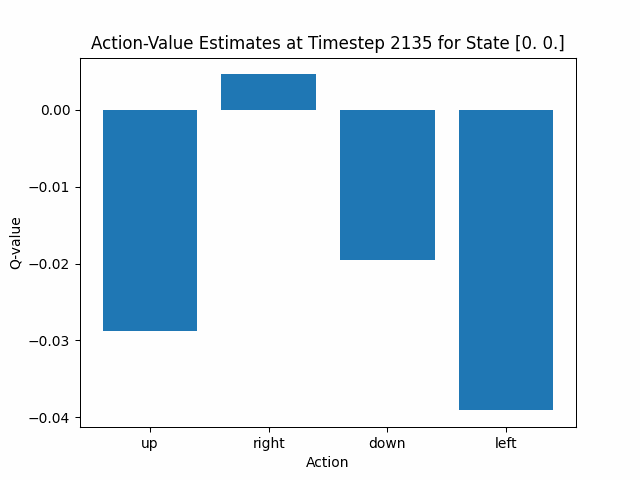 Action-Value Estimates at Timestep 2135 for State [0. 0.]
0.00
−0.01
−0.02
−0.03
−0.04
Q-value
up right down left
Action